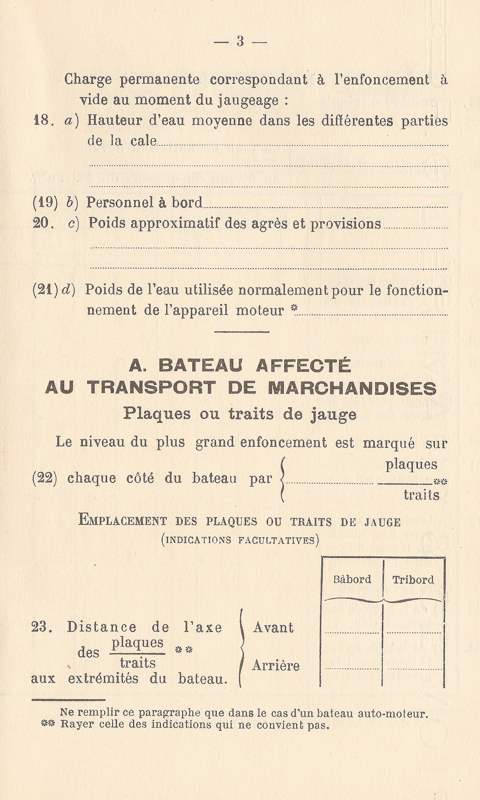 — 3 —
Charge permanente correspondant à l'enfoncement à
vide au moment du jaugeage :
18. a) Hauteur d'eau moyenne dans les différentes parties
de la cale
(19) b) Personnel à bord
20. c) Poids approximatif des agrès et provisions
(21) d) Poids de l'eau utilisée normalement pour le fonction-
nement de l'appareil moteur *
A. BATEAU AFFECTÉ
AU TRANSPORT DE MARCHANDISES
Plaques ou traits de jauge
Le niveau du plus grand enfoncement est marqué sur
plaques
(22) chaque côté du bateau par { **
traits
EMPLACEMENT DES PLAQUES OU TRAITS DE JAUGE
(INDICATIONS FACULTATIVES)
Bâbord Tribord
23. Distance de l'axe Avant
des plaques **
traits Arrière
aux extrémités du bateau.
Ne remplir ce paragraphe que dans le cas d'un bateau auto-moteur.
** Rayer celle des indications qui ne convient pas.